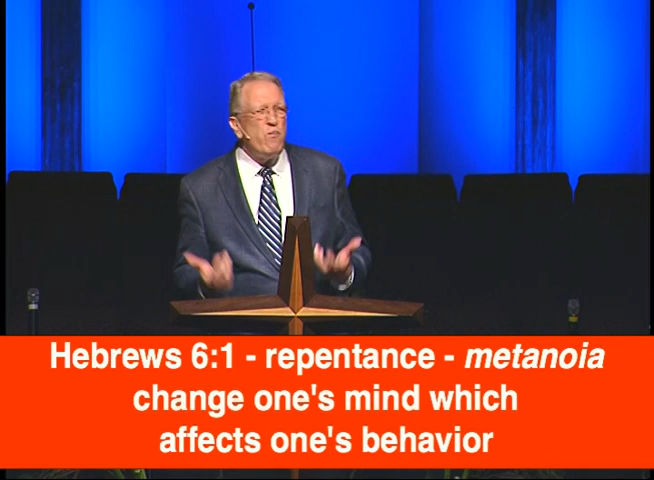 Hebrews 6:1 - repentance - metanoia
change one's mind which
affects one's behavior